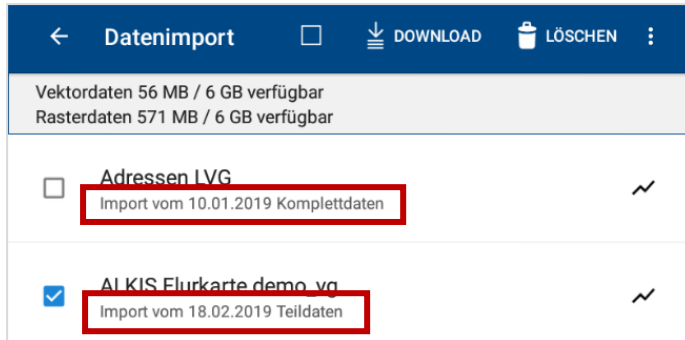 Datenimport
DOWNLOAD
LÖSCHEN
Vektordaten 56 MB / 6 GB verfügbar
Rasterdaten 571 MB / 6 GB verfügbar
Adressen LVG
Import vom 10.01.2019 Komplettdaten
ALKIS Flurkarte demo_vg
Import vom 18.02.2019 Teildaten